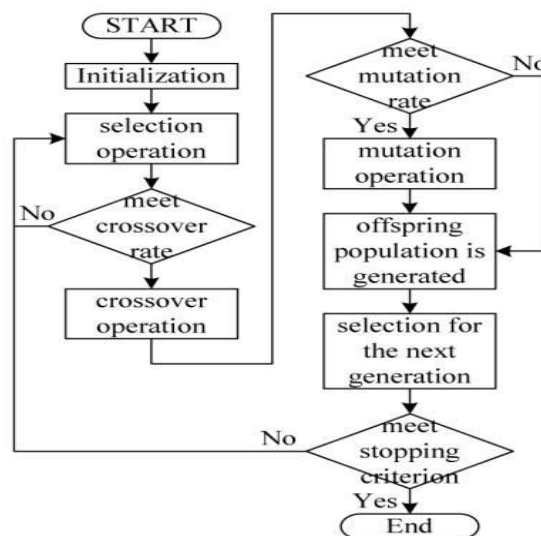 START
Initialization
selection
operation
No
meet
crossover
rate
crossover
operation
meet
mutation
rate
No
Yes
mutation
operation
offspring
population is
generated
selection for
the next
generation
No
meet
stopping
criterion
Yes
End